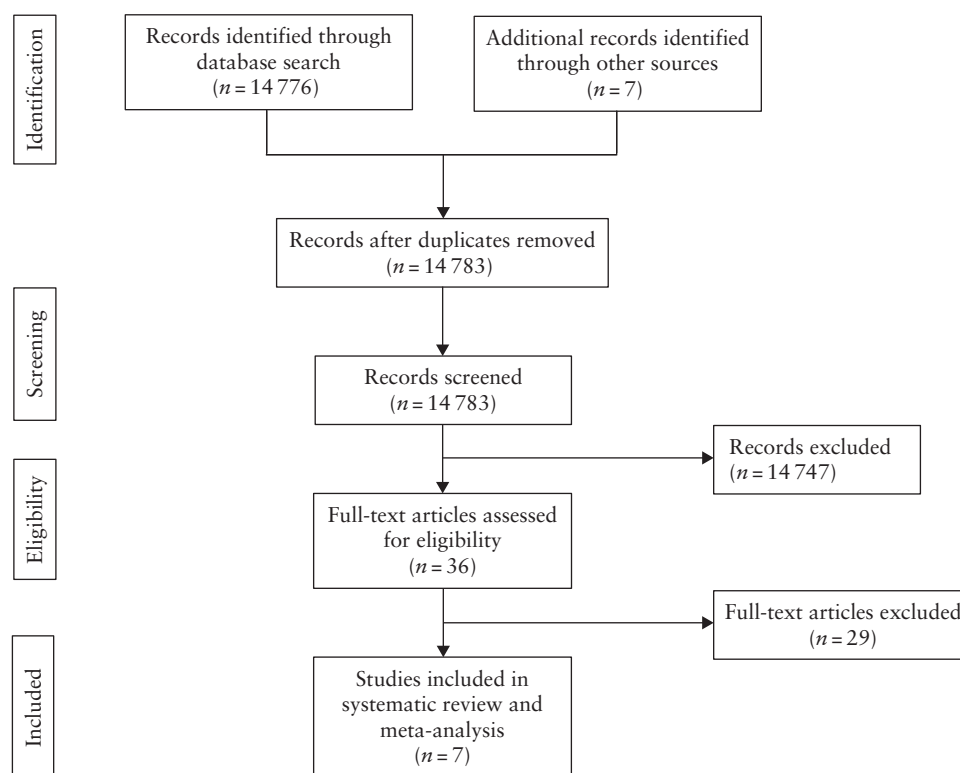 Identification
Records identified through
database search
(n = 14 776)
Additional records identified
through other sources
(n = 7)
Records after duplicates removed
(n = 14 783)
Screening
Records screened
(n = 14 783)
Records excluded
(n = 14 747)
Eligibility
Full-text articles assessed
for eligibility
(n = 36)
Full-text articles excluded
(n = 29)
Included
Studies included in
systematic review and
meta-analysis
(n = 7)